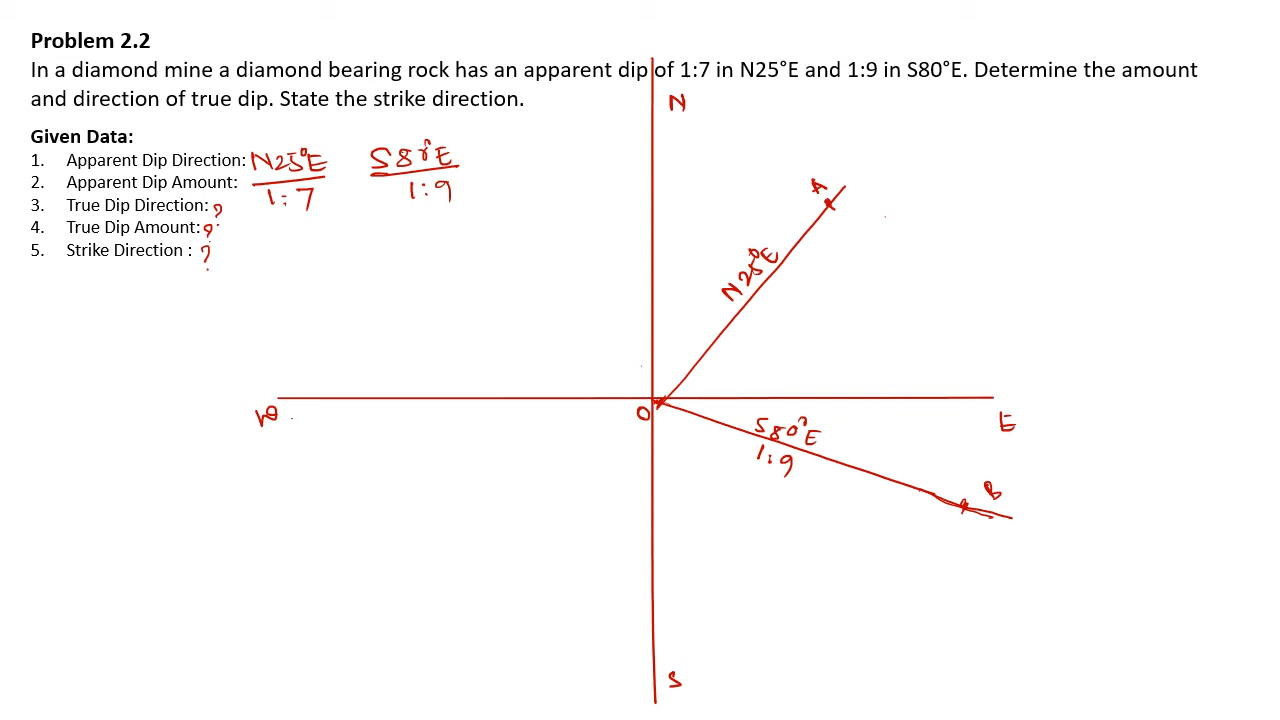 Problem 2.2
In a diamond mine a diamond bearing rock has an apparent dip of 1:7 in N25°E and 1:9 in S80°E. Determine the amount
and direction of true dip. State the strike direction.
N
Given Data:
1. Apparent Dip Direction: N25°E S80°E
2. Apparent Dip Amount: 1:7 1:9
3. True Dip Direction: ?
4. True Dip Amount: ?
5. Strike Direction : ?
A
N25°E
W
O
E
S80°E
1:9
B
S